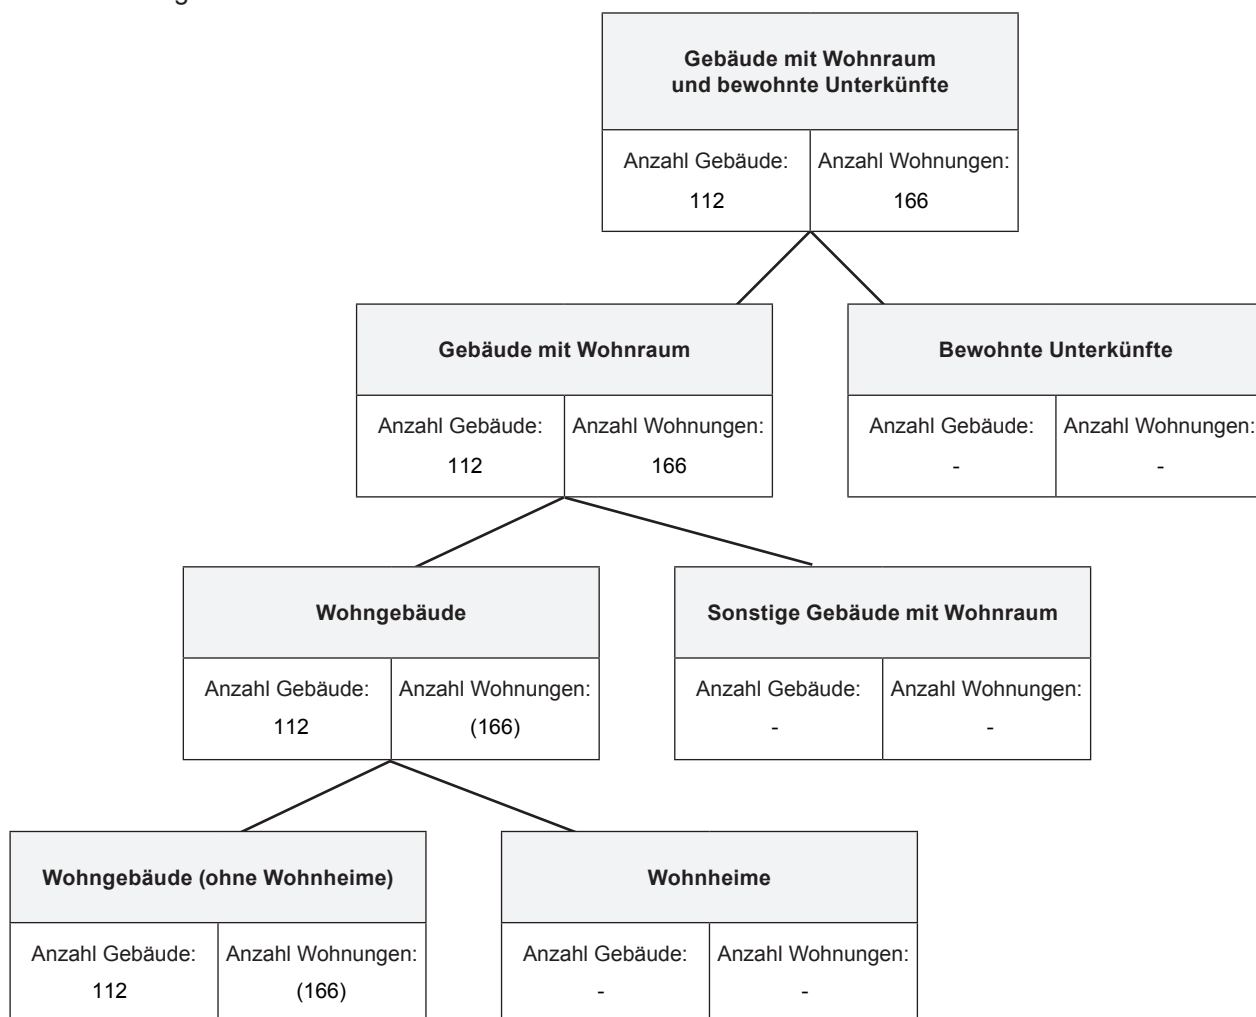 Gebäude mit Wohnraum
und bewohnte Unterkünfte
Anzahl Gebäude: Anzahl Wohnungen:
112 166
Gebäude mit Wohnraum Bewohnte Unterkünfte
Anzahl Gebäude: Anzahl Wohnungen: Anzahl Gebäude: Anzahl Wohnungen:
112 166 - -
Wohngebäude Sonstige Gebäude mit Wohnraum
Anzahl Gebäude: Anzahl Wohnungen: Anzahl Gebäude: Anzahl Wohnungen:
112 (166) - -
Wohngebäude (ohne Wohnheime) Wohnheime
Anzahl Gebäude: Anzahl Wohnungen: Anzahl Gebäude: Anzahl Wohnungen:
112 (166) - -